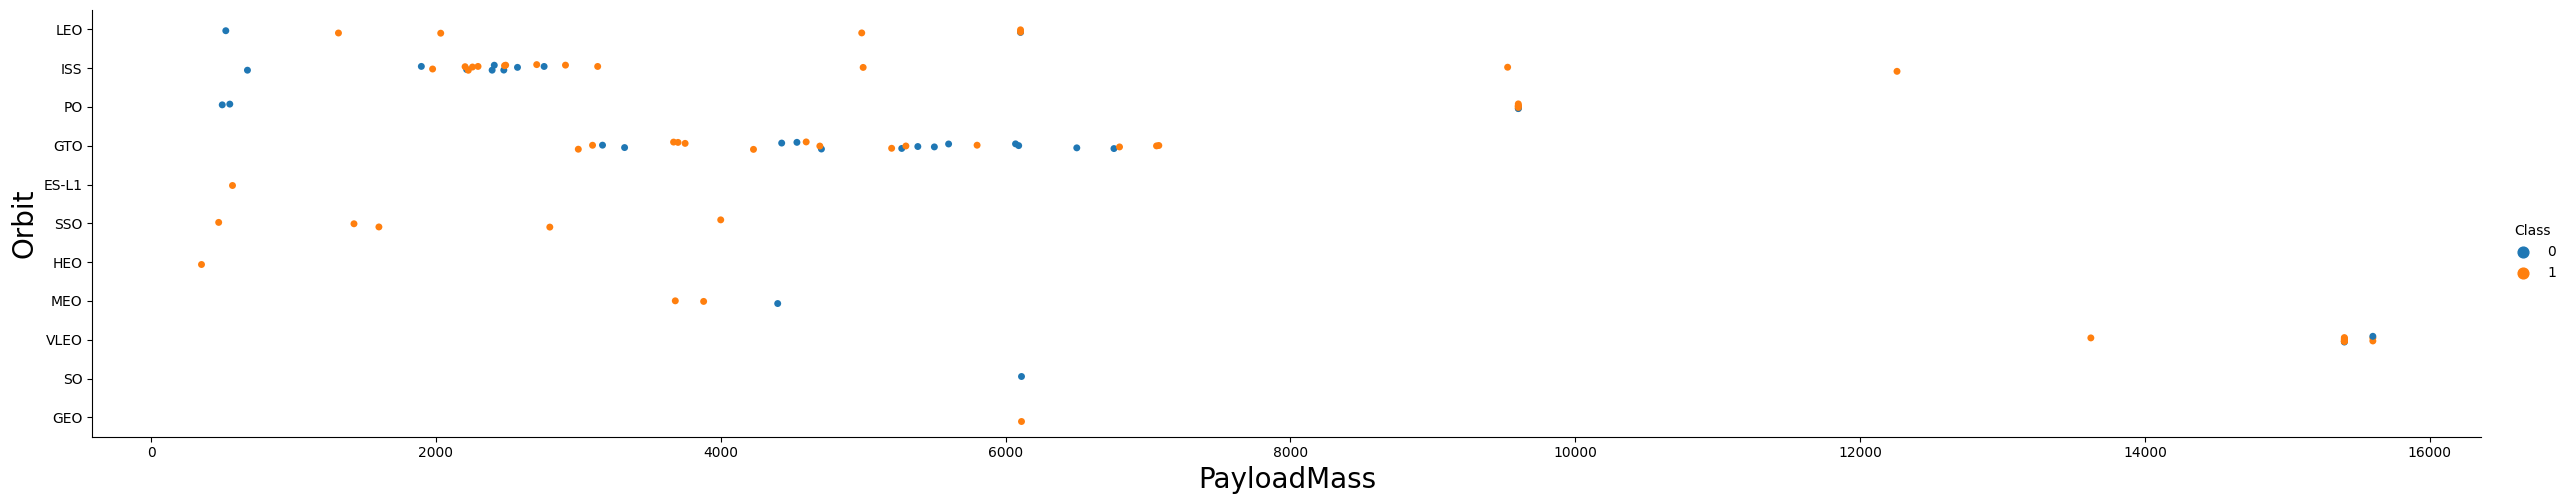 LEO
ISS
PO
GTO
ES-L1
SSO
HEO
MEO
VLEO
SO
GEO
Orbit
0
2000
4000
6000
8000
10000
12000
14000
16000
PayloadMass
Class
0
1